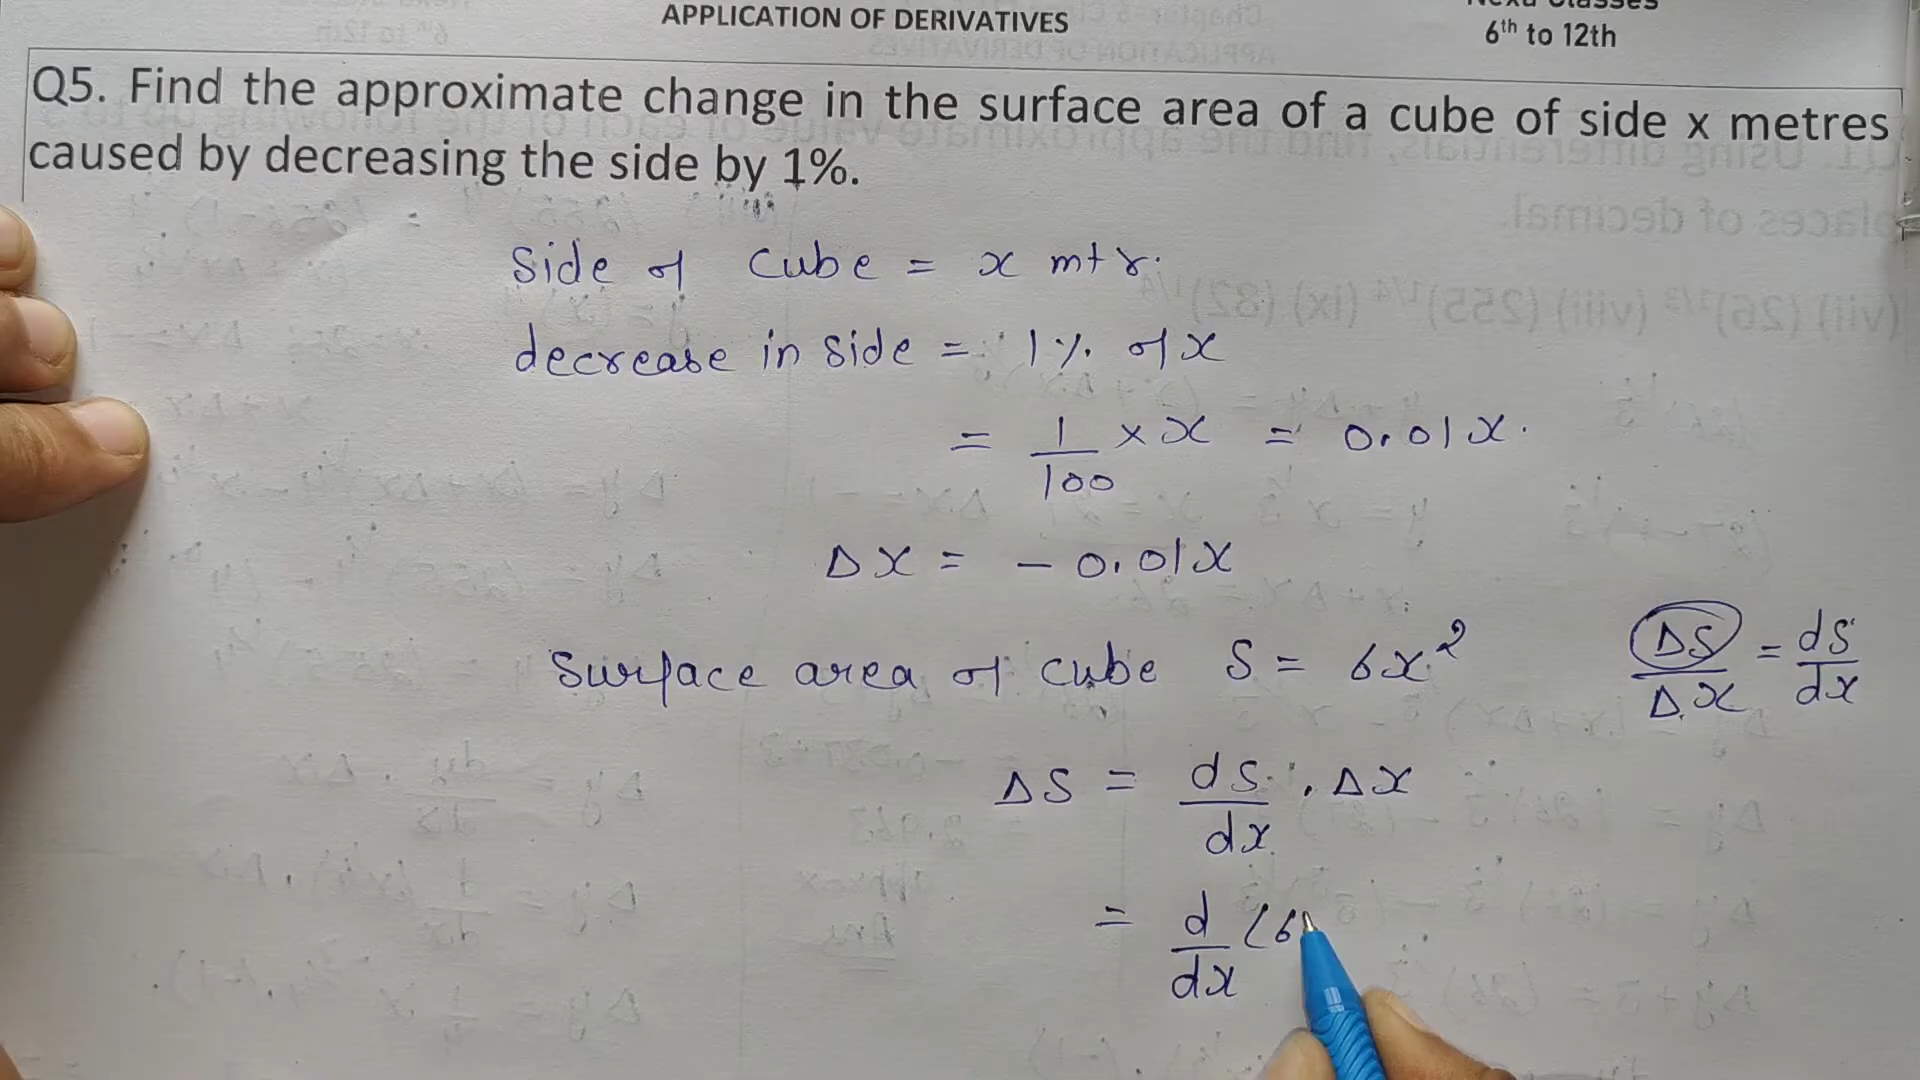 APPLICATION OF DERIVATIVES
Classes
6th to 12th
Q5. Find the approximate change in the surface area of a cube of side x metres
caused by decreasing the side by 1%.
Side of cube = x mtr.
decrease in side = 1% of x
= 1/100 × x = 0.01x.
Δx = - 0.01x
Surface area of cube S = 6x²
ΔS/Δx = dS/dx
ΔS = dS/dx . Δx
= d/dx (6